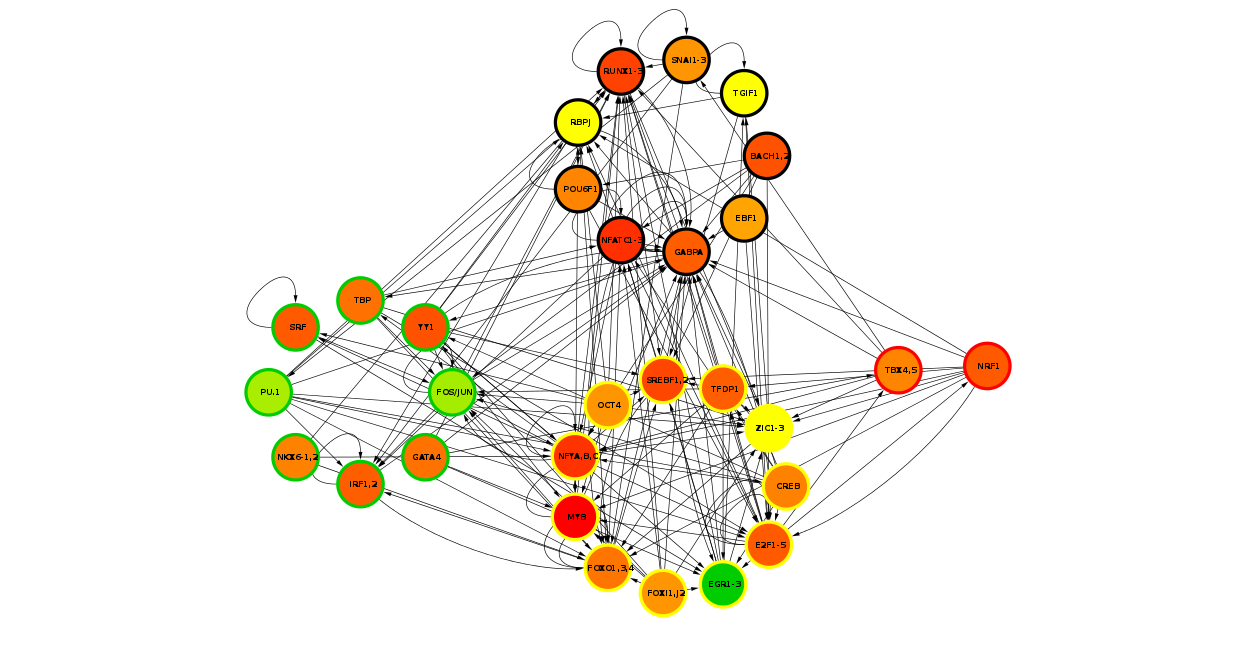 SNAI1-3
RUNX1-3
TGIF1
RBPJ
BACH1,2
POU6F1
EBF1
NFATC1-3
GABPA
TBP
SRF
YY1
NRF1
TBX4,5
SREBF1,2
TFDP1
PU.1
FOS/JUN
OCT4
ZIC1-3
NFYA,B,C
NKX6-1,2
GATA4
IRF1,2
CREB
MYB
E2F1-5
FOXO1,3,4
EGR1-3
FOXI1,J2